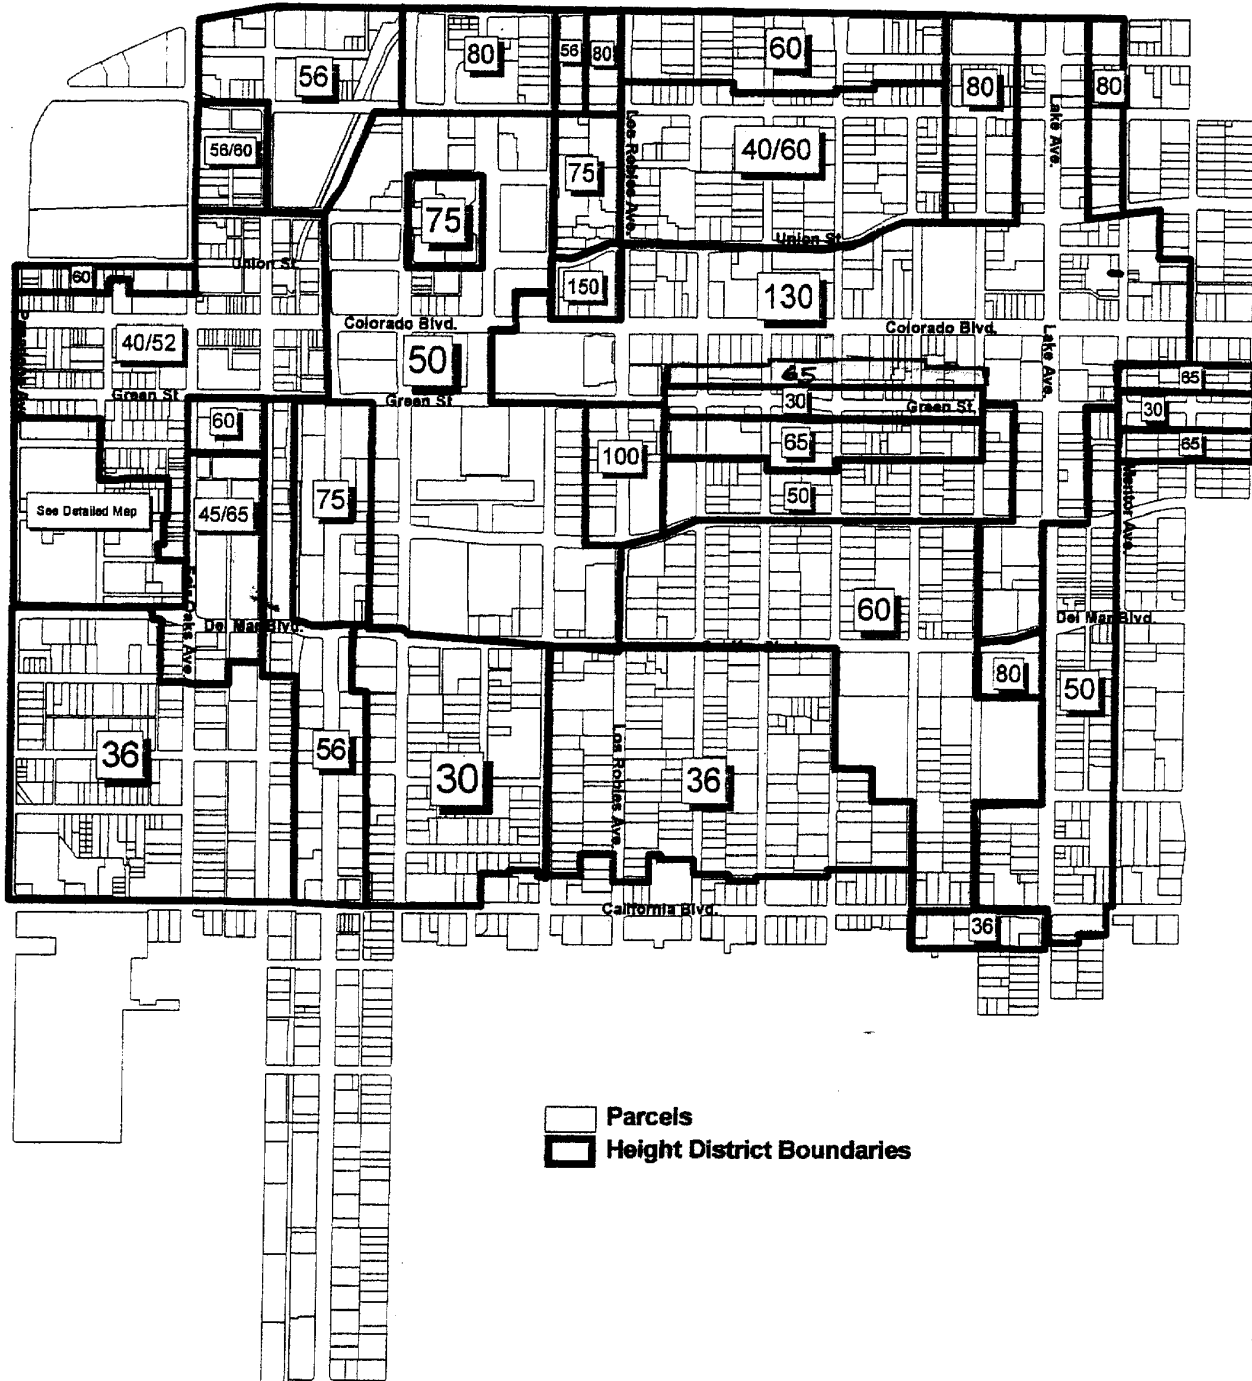 56
80
56
80
60
80
80
56/60
75
Los Robles Ave.
40/60
Lake Ave.
75
Union St.
Union St.
60
150
130
40/52
Colorado Blvd.
Colorado Blvd.
50
Lake Ave.
65
65
Green St
Green St
30
Green St.
30
60
65
65
100
See Detailed Map
45/65
75
50
Mentor Ave.
60
Del Mar Blvd.
Fair Oaks Ave.
Del Mar Blvd.
80
50
36
56
30
Los Robles Ave.
36
California Blvd.
36
Parcels
Height District Boundaries